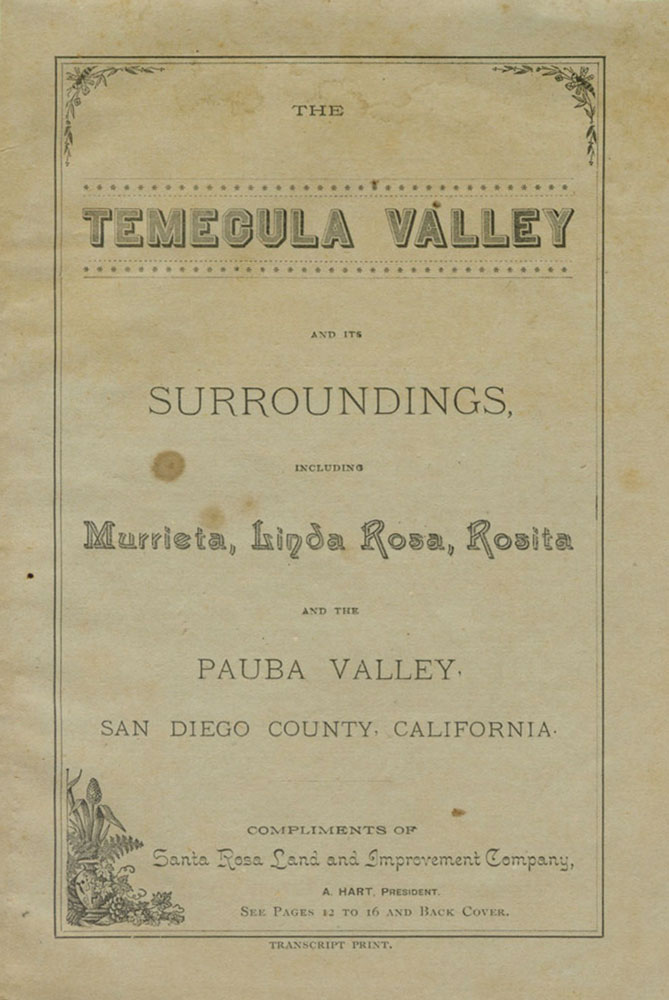 THE
TEMECULA VALLEY
AND ITS
SURROUNDINGS,
INCLUDING
Murrieta, Linda Rosa, Rosita
AND THE
PAUBA VALLEY,
SAN DIEGO COUNTY, CALIFORNIA.
COMPLIMENTS OF
Santa Rosa Land and Improvement Company,
A. HART, PRESIDENT.
SEE PAGES 12 TO 16 AND BACK COVER.
TRANSCRIPT PRINT.